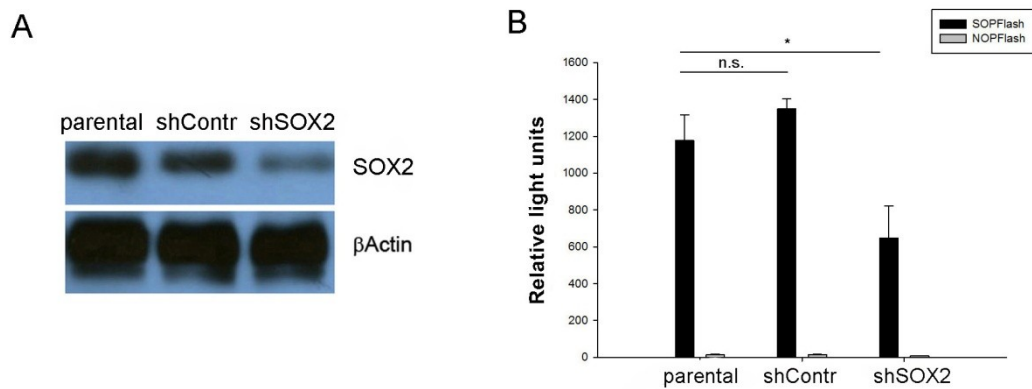 A
parental shContr shSOX2
SOX2
βActin
B
SOPFlash
NOPFlash
*
n.s.
Relative light units
1600
1400
1200
1000
800
600
400
200
0
parental shContr shSOX2